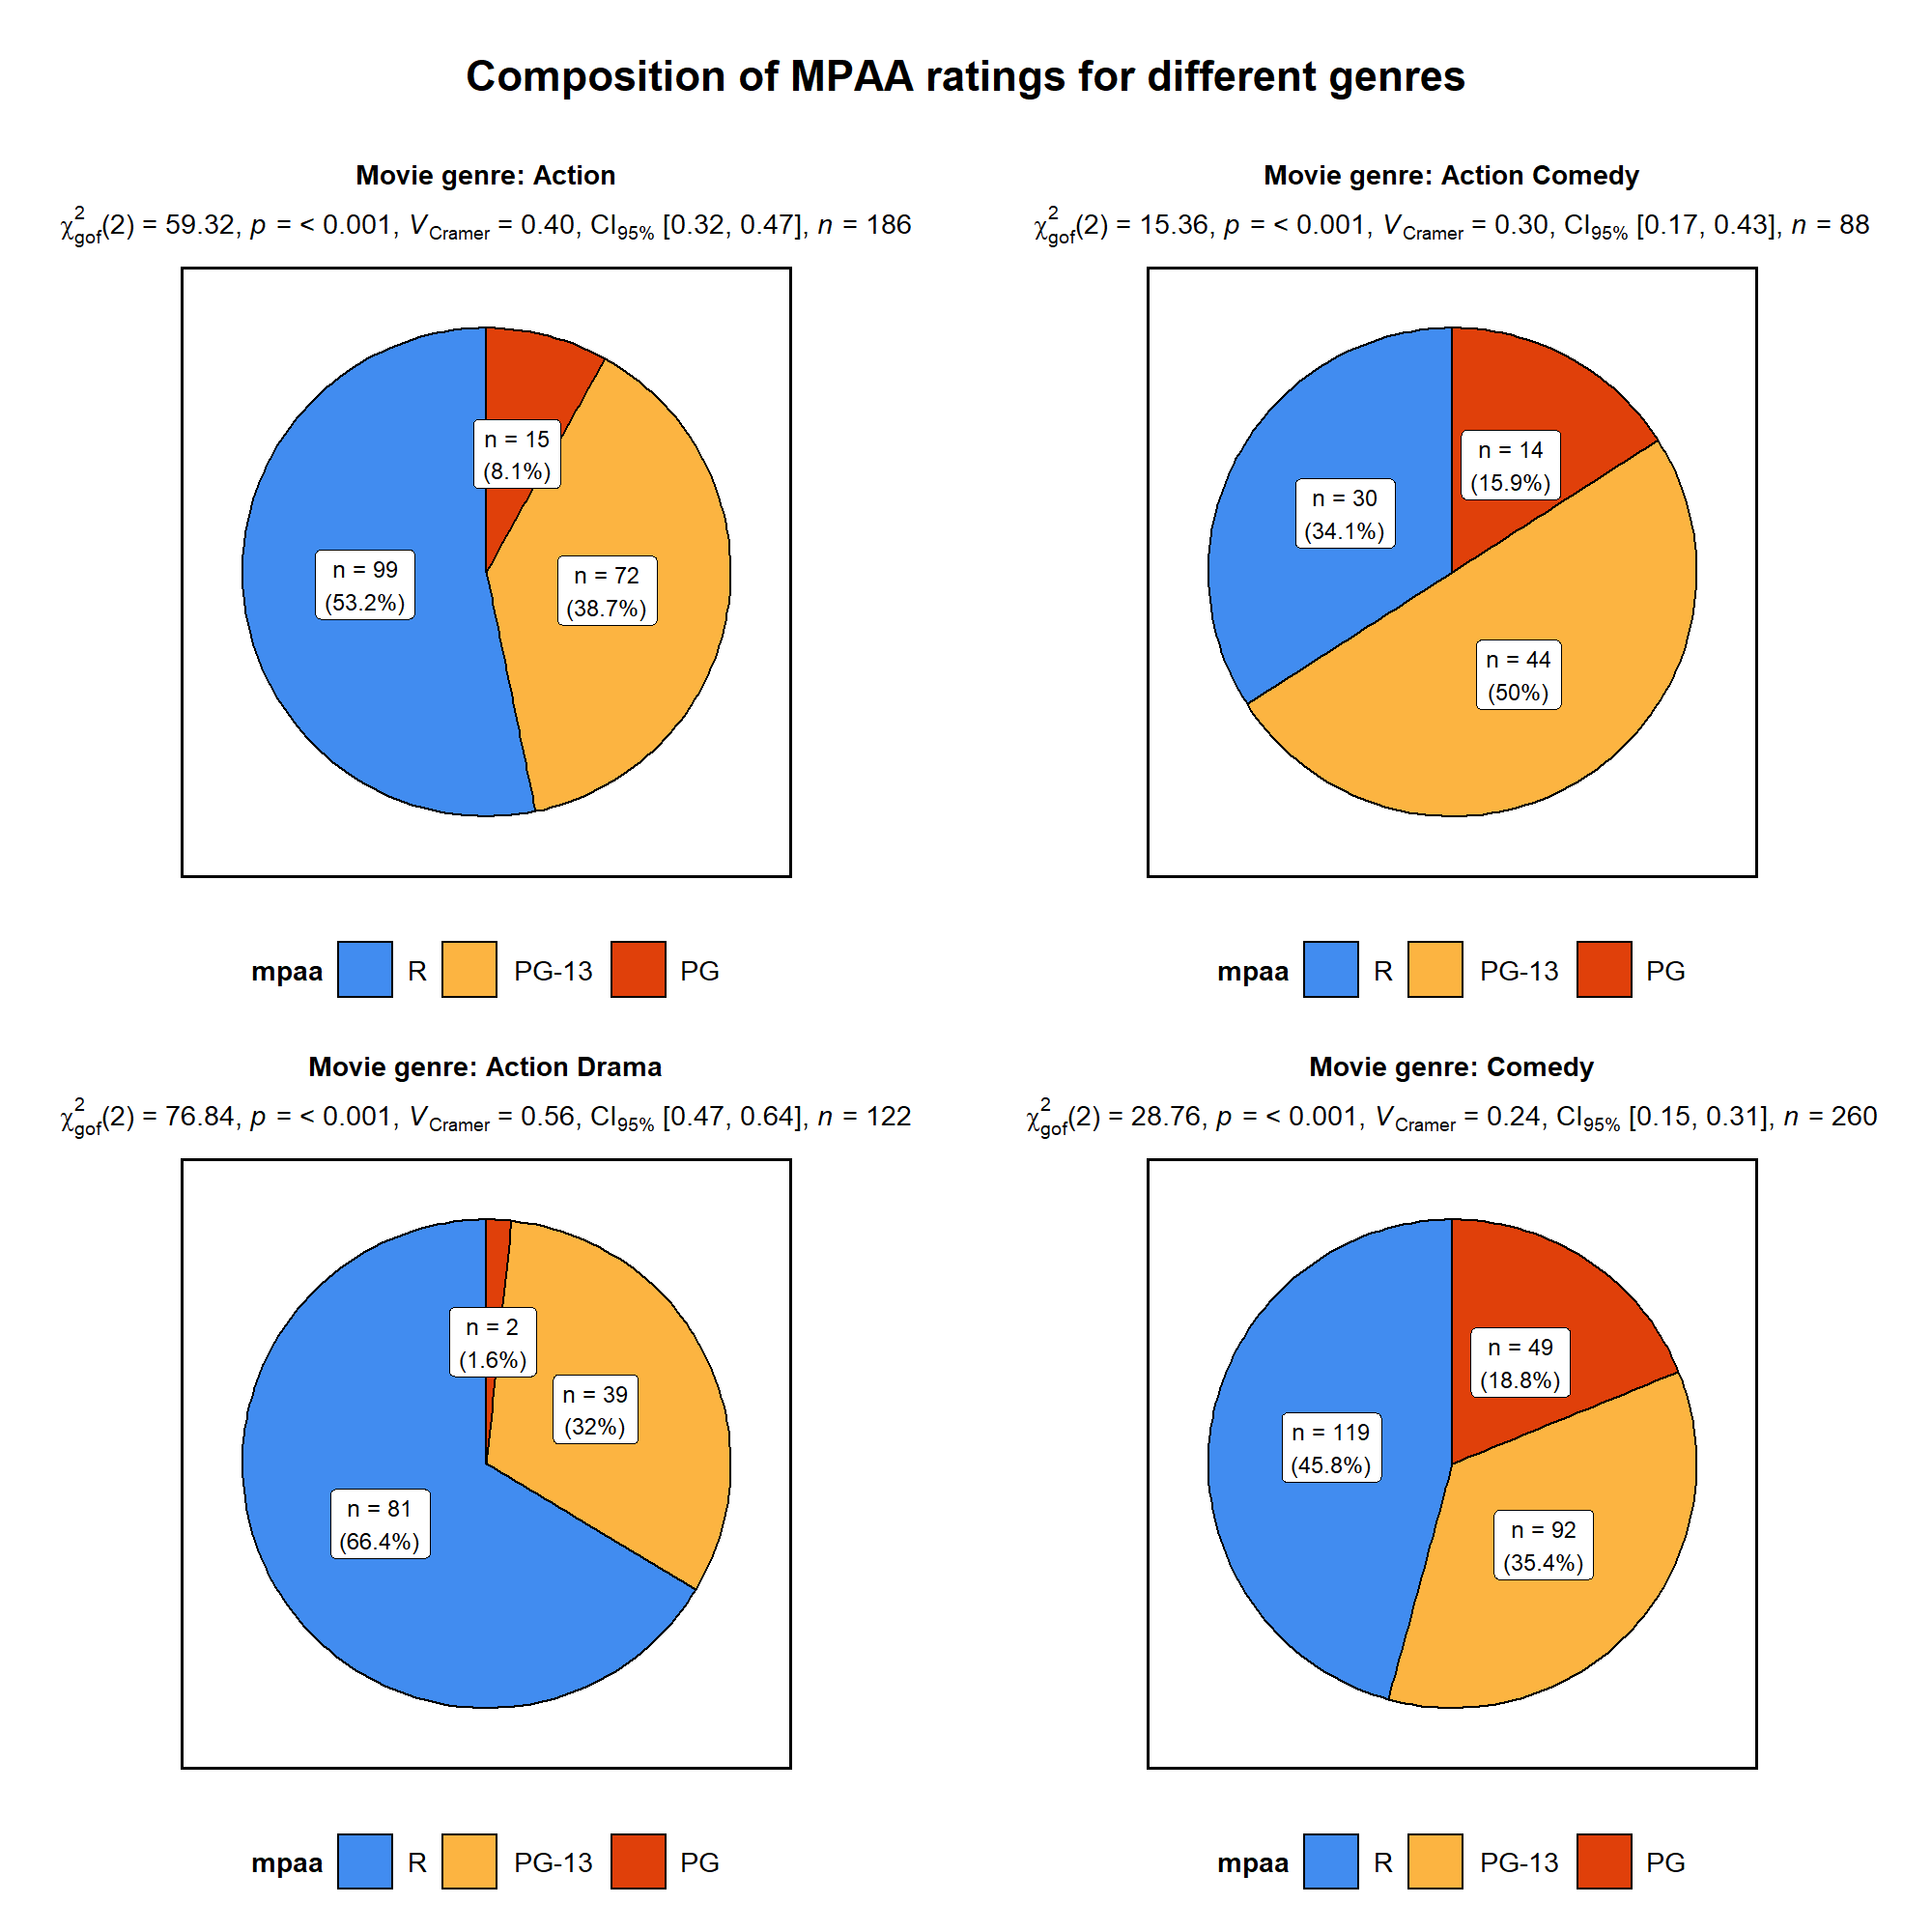 Composition of MPAA ratings for different genres
Movie genre: Action
χ²gof(2) = 59.32, p = < 0.001, VCramer = 0.40, CI95% [0.32, 0.47], n = 186
n = 15
(8.1%)
n = 99
(53.2%)
n = 72
(38.7%)
mpaa R PG-13 PG
Movie genre: Action Comedy
χ²gof(2) = 15.36, p = < 0.001, VCramer = 0.30, CI95% [0.17, 0.43], n = 88
n = 14
(15.9%)
n = 30
(34.1%)
n = 44
(50%)
mpaa R PG-13 PG
Movie genre: Action Drama
χ²gof(2) = 76.84, p = < 0.001, VCramer = 0.56, CI95% [0.47, 0.64], n = 122
n = 2
(1.6%)
n = 39
(32%)
n = 81
(66.4%)
mpaa R PG-13 PG
Movie genre: Comedy
χ²gof(2) = 28.76, p = < 0.001, VCramer = 0.24, CI95% [0.15, 0.31], n = 260
n = 49
(18.8%)
n = 119
(45.8%)
n = 92
(35.4%)
mpaa R PG-13 PG